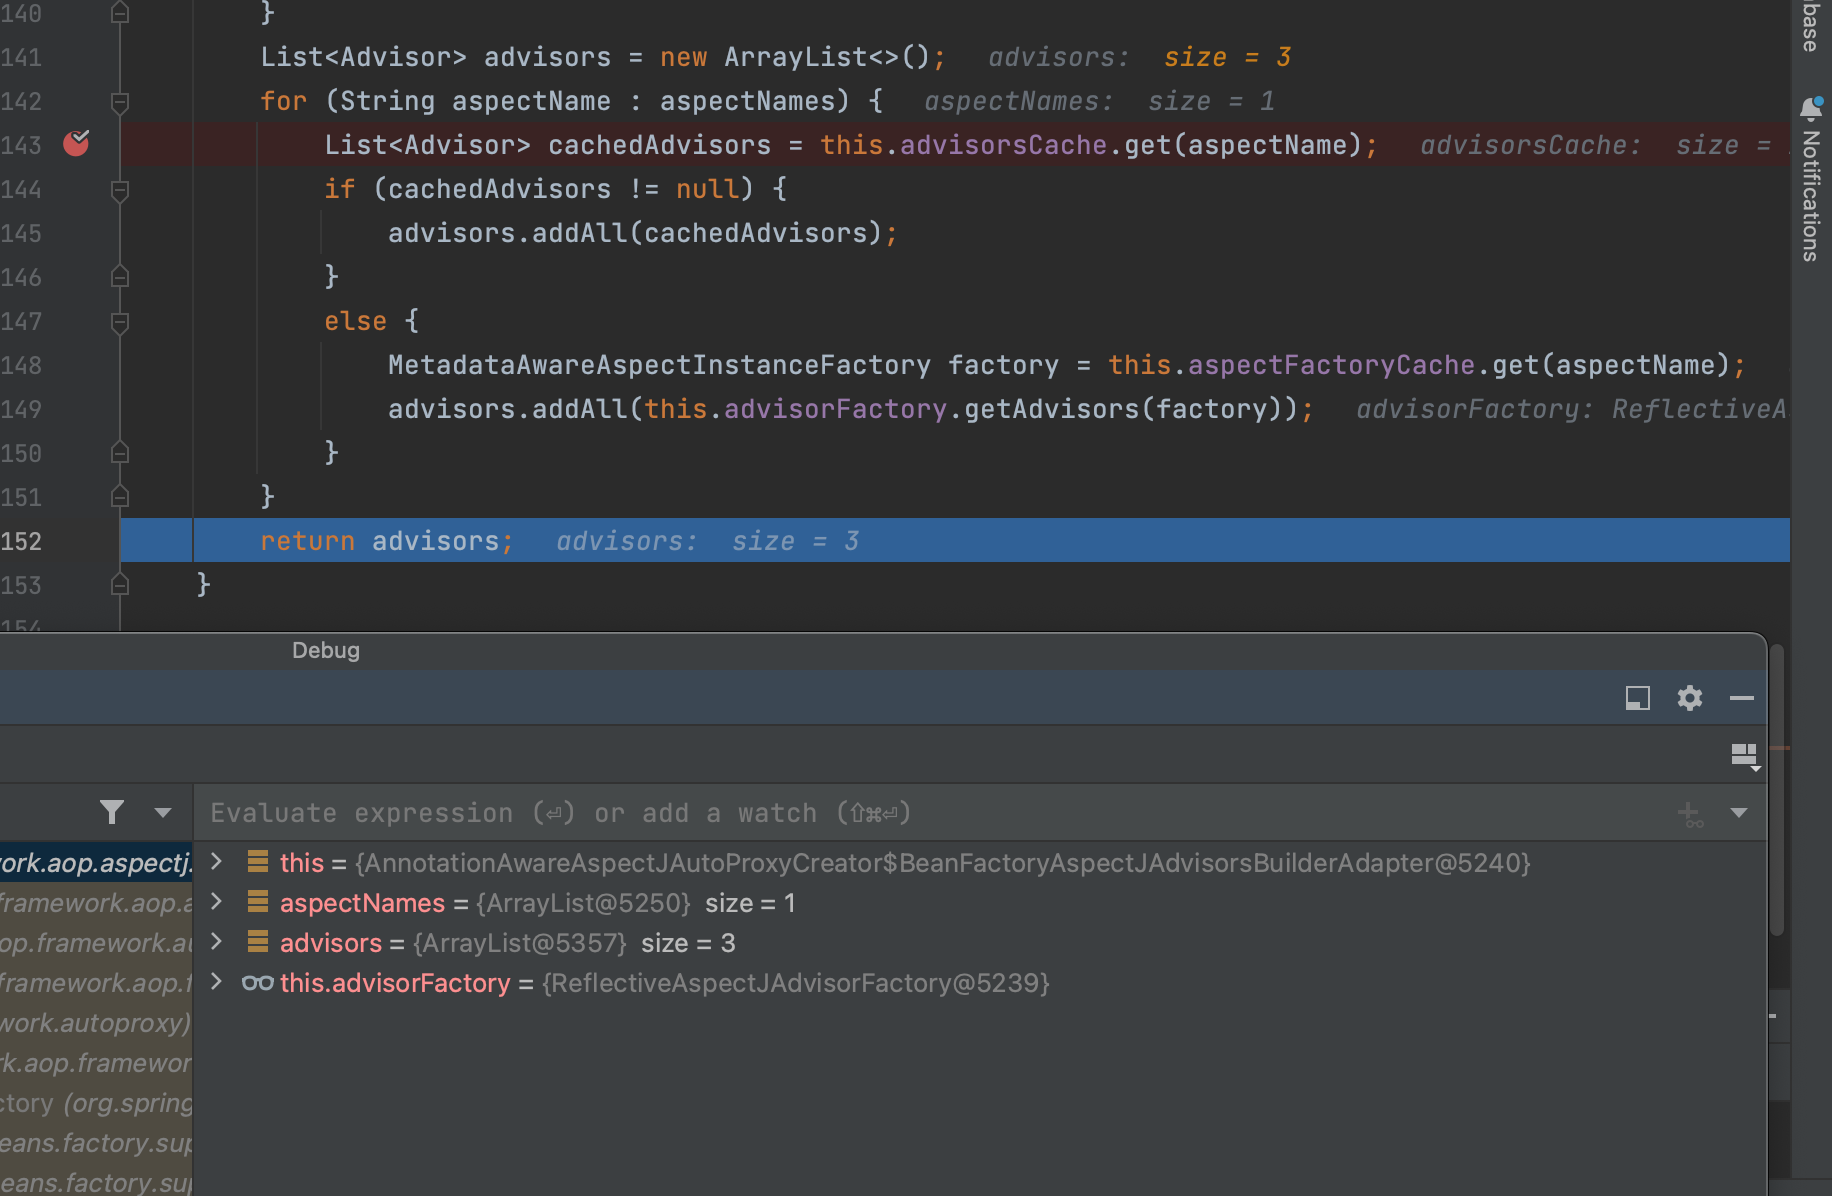 140 }
141 List<Advisor> advisors = new ArrayList<>(); advisors: size = 3
142 for (String aspectName : aspectNames) { aspectNames: size = 1
143 List<Advisor> cachedAdvisors = this.advisorsCache.get(aspectName); advisorsCache: size =
144 if (cachedAdvisors != null) {
145 advisors.addAll(cachedAdvisors);
146 }
147 else {
148 MetadataAwareAspectInstanceFactory factory = this.aspectFactoryCache.get(aspectName);
149 advisors.addAll(this.advisorFactory.getAdvisors(factory)); advisorFactory: ReflectiveA
150 }
151 }
152 return advisors; advisors: size = 3
153 }
154
base
Notifications
Debug
Evaluate expression (⏎) or add a watch (⇧⌘⏎)
ork.aop.aspectj.
framework.aop.a
op.framework.au
ramework.aop.f
work.autoproxy)
rk.aop.framewor
ctory (org.spring
eans.factory.sup
eans.factory.sup
this = {AnnotationAwareAspectJAutoProxyCreator$BeanFactoryAspectJAdvisorsBuilderAdapter@5240}
aspectNames = {ArrayList@5250} size = 1
advisors = {ArrayList@5357} size = 3
this.advisorFactory = {ReflectiveAspectJAdvisorFactory@5239}